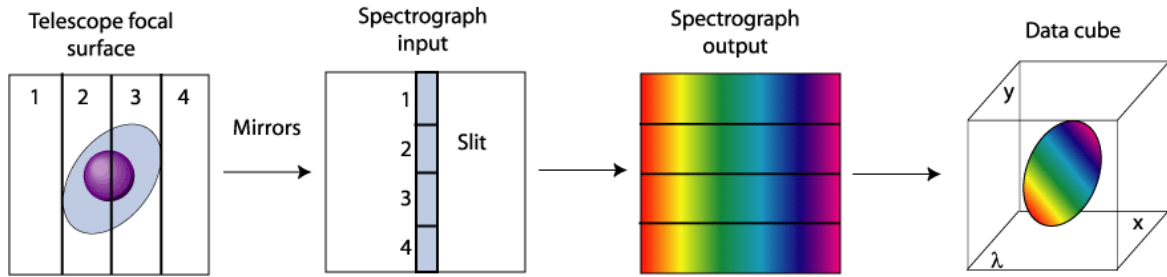 Telescope focal
surface
1 2 3 4
Mirrors
Spectrograph
input
1
2
3
4
Slit
Spectrograph
output
Data cube
y
x
λ